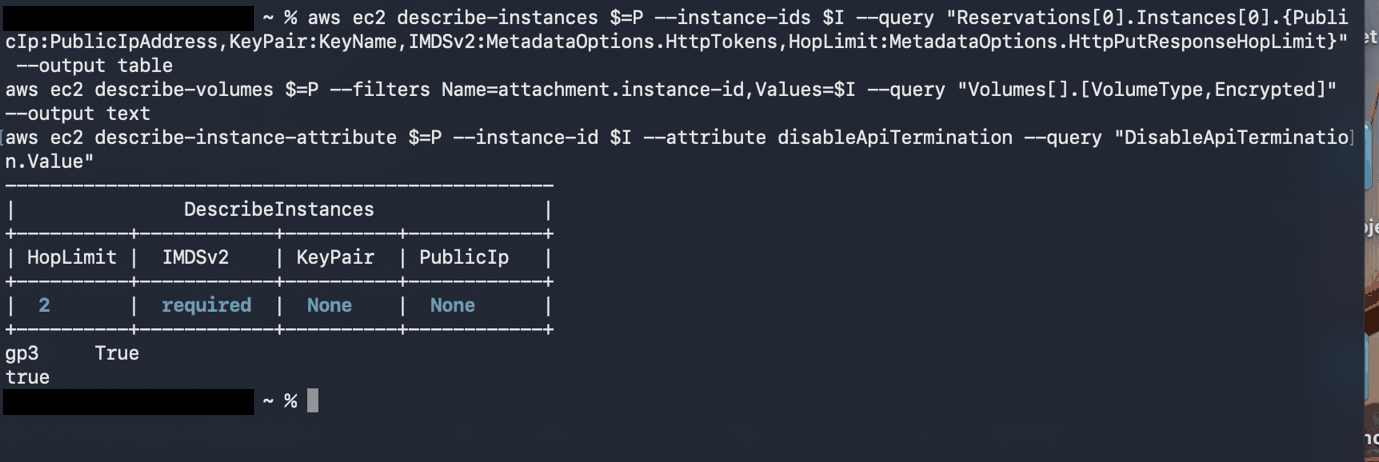 ~ % aws ec2 describe-instances $=P --instance-ids $I --query "Reservations[0].Instances[0].{Publi
cIp:PublicIpAddress,KeyPair:KeyName,IMDSv2:MetadataOptions.HttpTokens,HopLimit:MetadataOptions.HttpPutResponseHopLimit}"
--output table
aws ec2 describe-volumes $=P --filters Name=attachment.instance-id,Values=$I --query "Volumes[].[VolumeType,Encrypted]"
--output text
[aws ec2 describe-instance-attribute $=P --instance-id $I --attribute disableApiTermination --query "DisableApiTerminatio]
n.Value"
-------------------------------------------------
|               DescribeInstances               |
+----------+------------+----------+------------+
| HopLimit |  IMDSv2    | KeyPair  | PublicIp   |
+----------+------------+----------+------------+
|  2       |  required  |  None    |  None      |
+----------+------------+----------+------------+
gp3     True
true
~ %